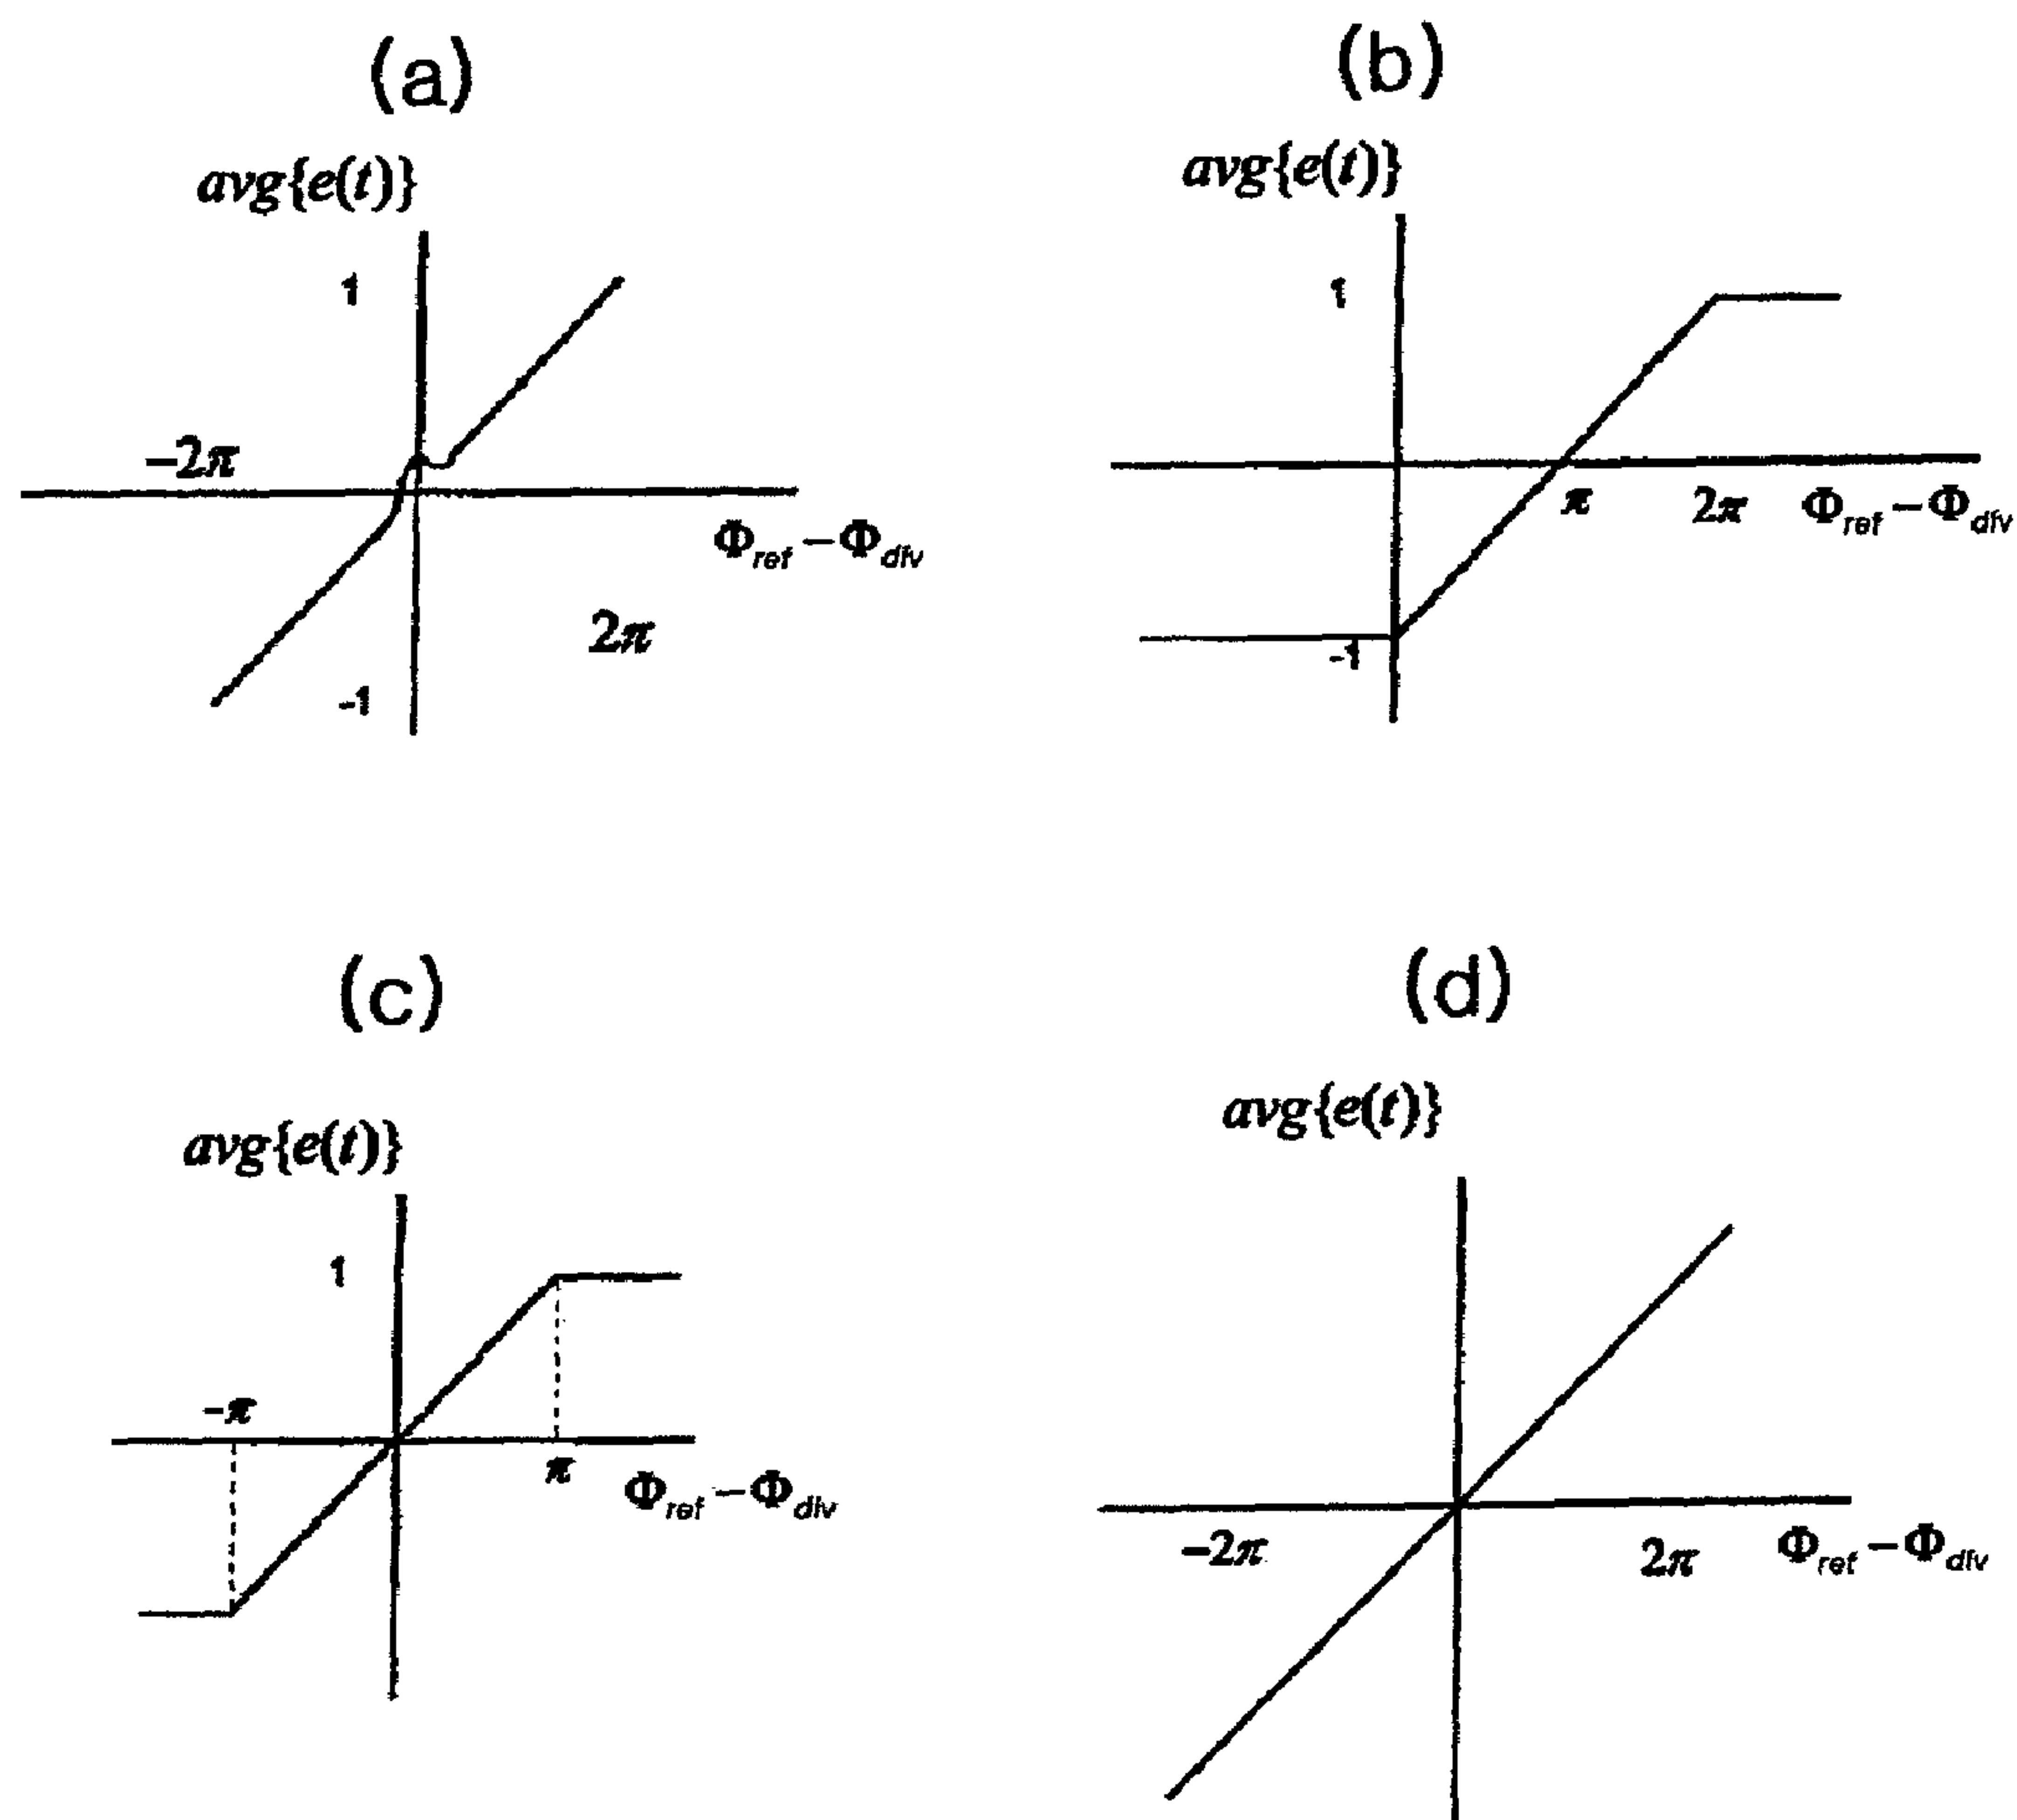 (a)
avg{e(t)}
1
−2π
Φref − Φdiv
2π
-1
(b)
avg{e(t)}
1
π
2π
Φref − Φdiv
-1
(c)
avg{e(t)}
1
−π
π
Φref − Φdiv
(d)
avg{e(t)}
−2π
2π
Φref − Φdiv